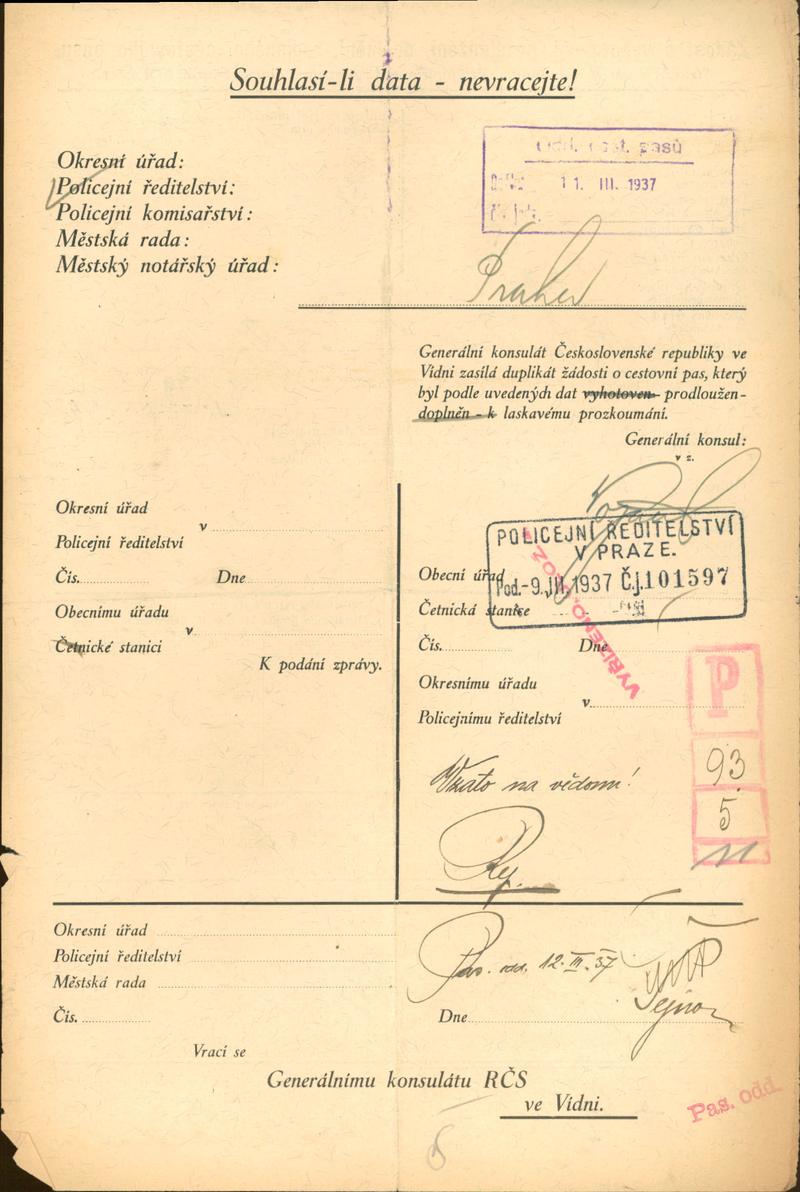 Souhlasí-li data - nevracejte!
Okresní úřad:
Policejní ředitelství:
Policejní komisařství:
Městská rada:
Městský notářský úřad:
pasů
11. III. 1937
Generální konsulát Československé republiky ve
Vídni zasílá duplikát žádosti o cestovní pas, který
byl podle uvedených dat vyhotoven- prodloužen-
doplněn - k laskavému prozkoumání.
Generální konsul:
v z.
Okresní úřad
v
Policejní ředitelství
Čís. Dne
Obecnímu úřadu
v
Četnické stanici
K podání zprávy.
POLICEJNÍ ŘEDITELSTVÍ
V PRAZE.
Pod.-9.III.1937 Č.j.101597
VYŘÍZENO
Obecní úřad
Četnická stanice
Čís. Dne
Okresnímu úřadu
v
Policejnímu ředitelství
P
93
5
Vzato na vědomí!
Okresní úřad
Policejní ředitelství
Městská rada
Čís.
Pas. odd. 12. III. 37
Dne
Vrací se
Generálnímu konsulátu RČS
ve Vídni.
Pas. odd.